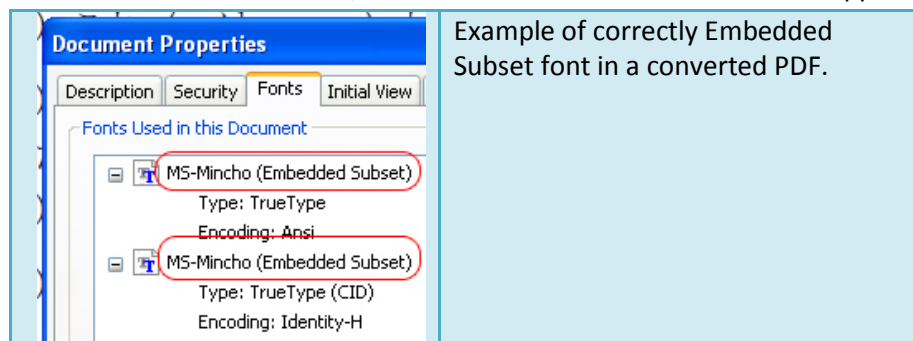 Document Properties
Description Security Fonts Initial View
Fonts Used in this Document
MS-Mincho (Embedded Subset)
Type: TrueType
Encoding: Ansi
MS-Mincho (Embedded Subset)
Type: TrueType (CID)
Encoding: Identity-H
Example of correctly Embedded
Subset font in a converted PDF.